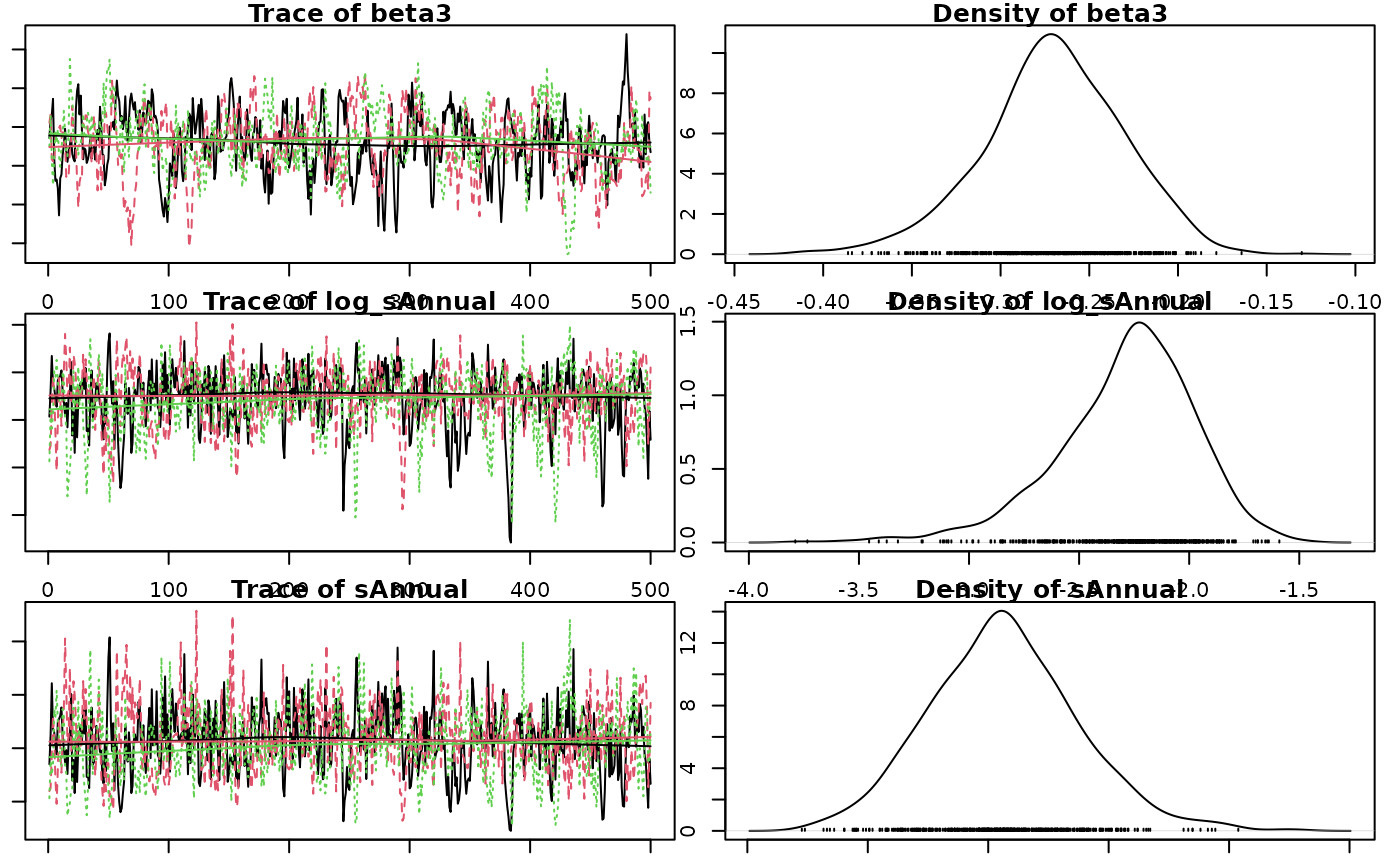 Trace of beta3
Density of beta3
0 2 4 6 8
0 100 200 300 400 500
-0.45 -0.40 -0.35 -0.30 -0.25 -0.20 -0.15 -0.10
Trace of log_sAnnual
Density of log_sAnnual
0.0 0.5 1.0 1.5
0 100 200 300 400 500
-4.0 -3.5 -3.0 -2.5 -2.0 -1.5
Trace of sAnnual
Density of sAnnual
0 4 8 12